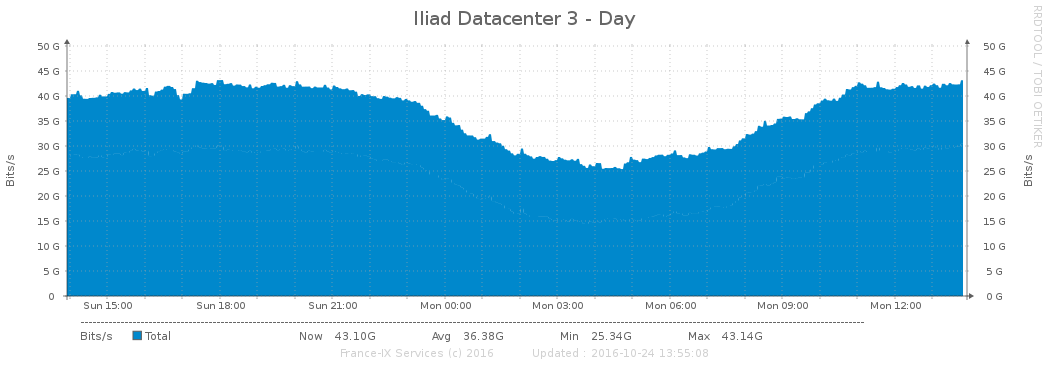 Iliad Datacenter 3 - Day
RRDTOOL / TOBI OETIKER
Bits/s
50 G
45 G
40 G
35 G
30 G
25 G
20 G
15 G
10 G
5 G
0
50 G
45 G
40 G
35 G
30 G
25 G
20 G
15 G
10 G
5 G
0 G
Bits/s
Sun 15:00 Sun 18:00 Sun 21:00 Mon 00:00 Mon 03:00 Mon 06:00 Mon 09:00 Mon 12:00
Bits/s Total Now 43.10G Avg 36.38G Min 25.34G Max 43.14G
France-IX Services (c) 2016 Updated : 2016-10-24 13:55:08